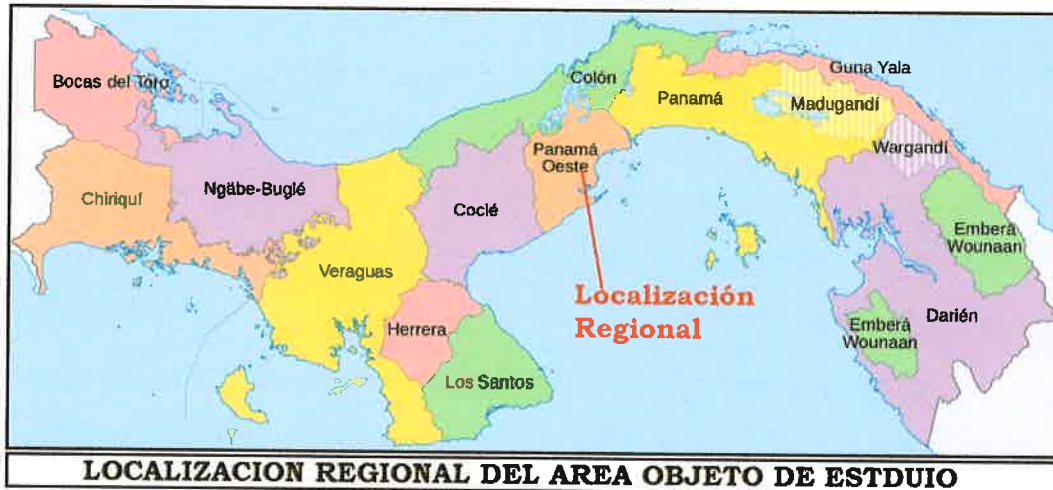 Bocas del Toro
Chiriquí
Ngäbe-Buglé
Veraguas
Herrera
Los Santos
Coclé
Colón
Panamá
Oeste
Panamá
Guna Yala
Madugandí
Wargandí
Emberá
Wounaan
Darién
Emberá
Wounaan
Localización
Regional
LOCALIZACION REGIONAL DEL AREA OBJETO DE ESTDUIO